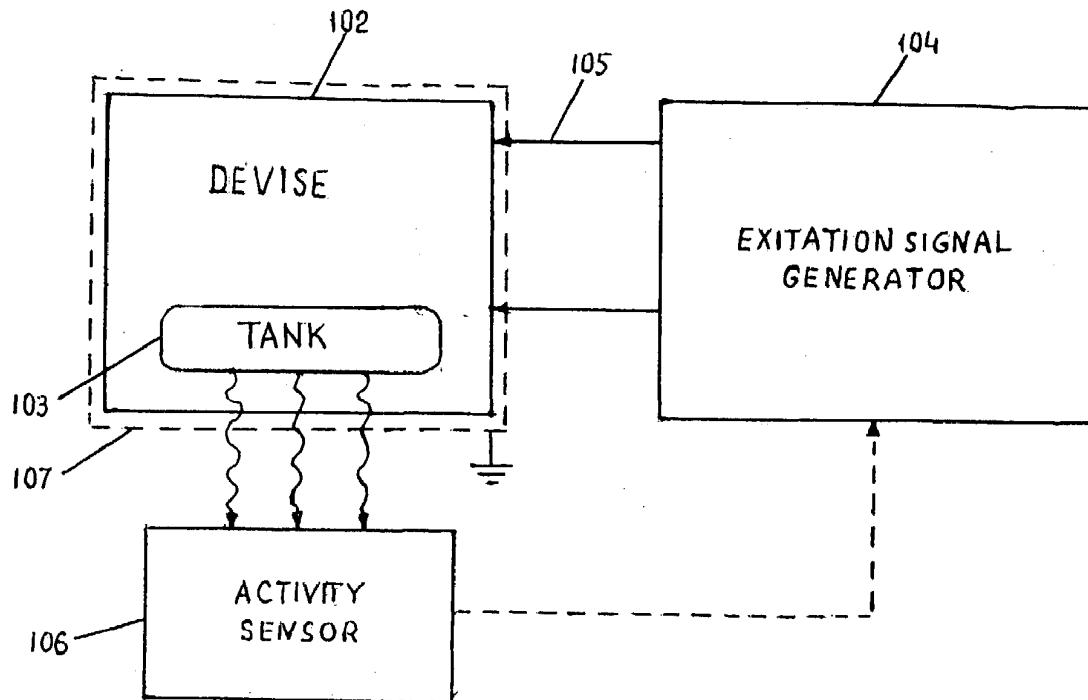 102
105
104
DEVISE
EXITATION SIGNAL
GENERATOR
TANK
103
107
ACTIVITY
SENSOR
106